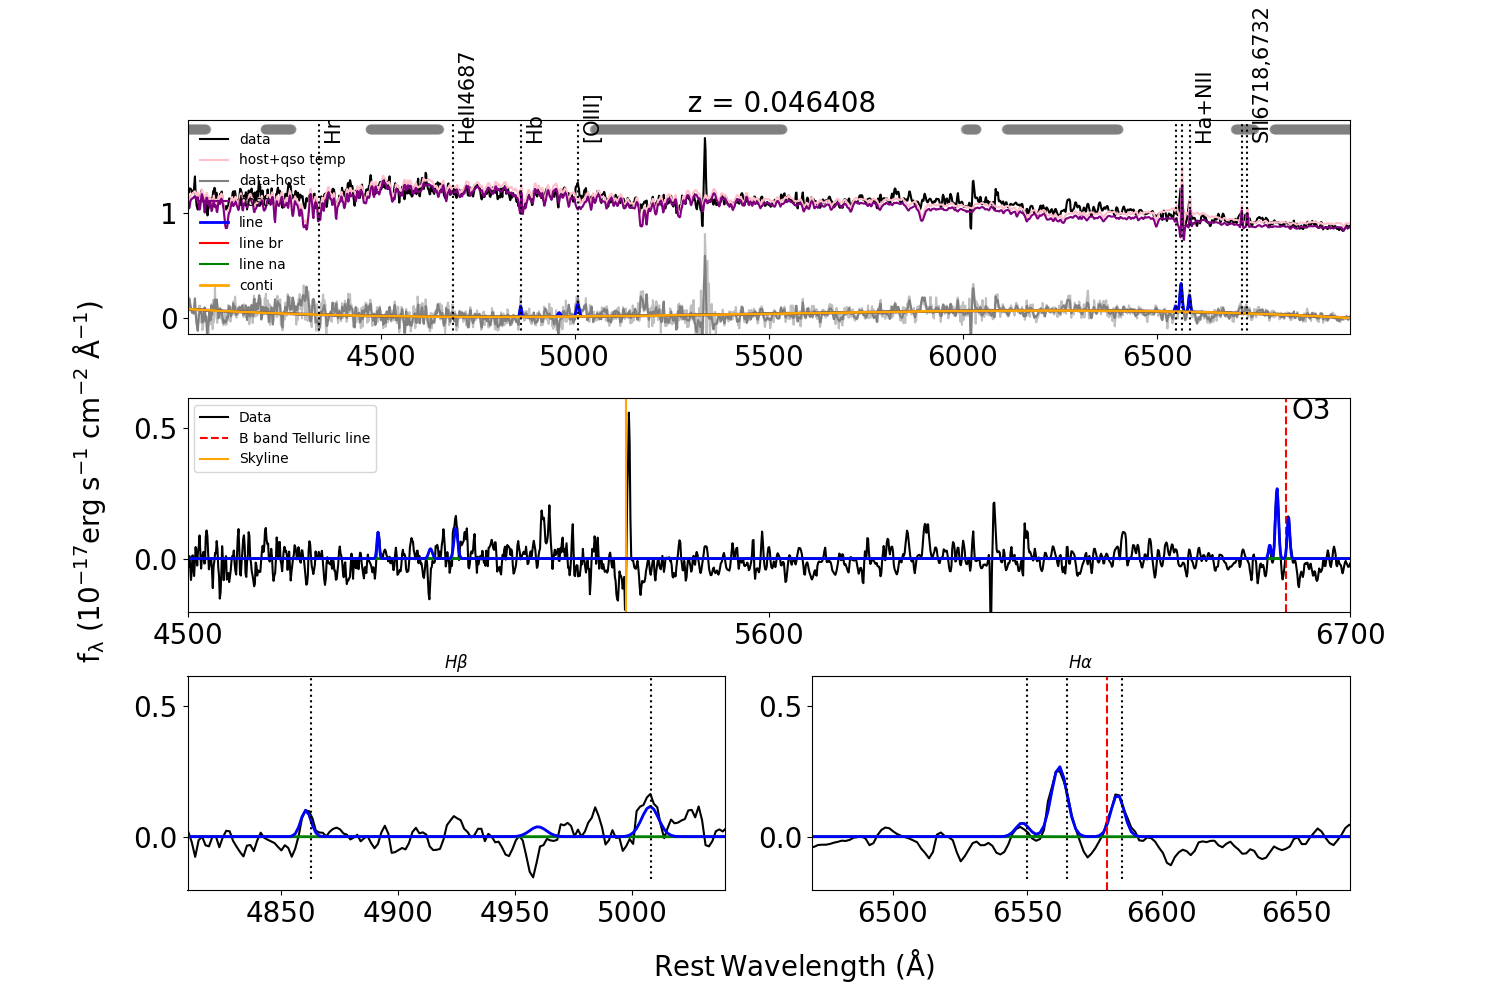 z = 0.046408
Hr
HeII4687
Hb
[OIII]
Ha+NII
SII6718,6732
data
host+qso temp
data-host
line
line br
line na
conti
1
0
4500
5000
5500
6000
6500
Data
B band Telluric line
Skyline
O3
0.5
0.0
4500
5600
6700
fλ (10−17erg s−1 cm−2 Å−1)
Hβ
0.5
0.0
4850
4900
4950
5000
Hα
0.5
0.0
6500
6550
6600
6650
Rest Wavelength (Å)